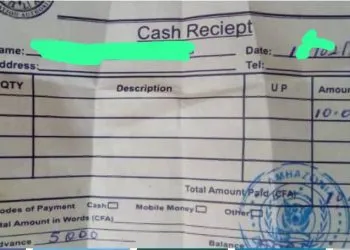 Cash Reciept
Name: Date:
Address: Tel:
QTY Description U P Amoun
10.0
Total Amount Paid (CFA)
odes of Payment Cash Mobile Money Other
tal Amount in Words (CFA)
dvance 5000 Balance
AMBAZONIA